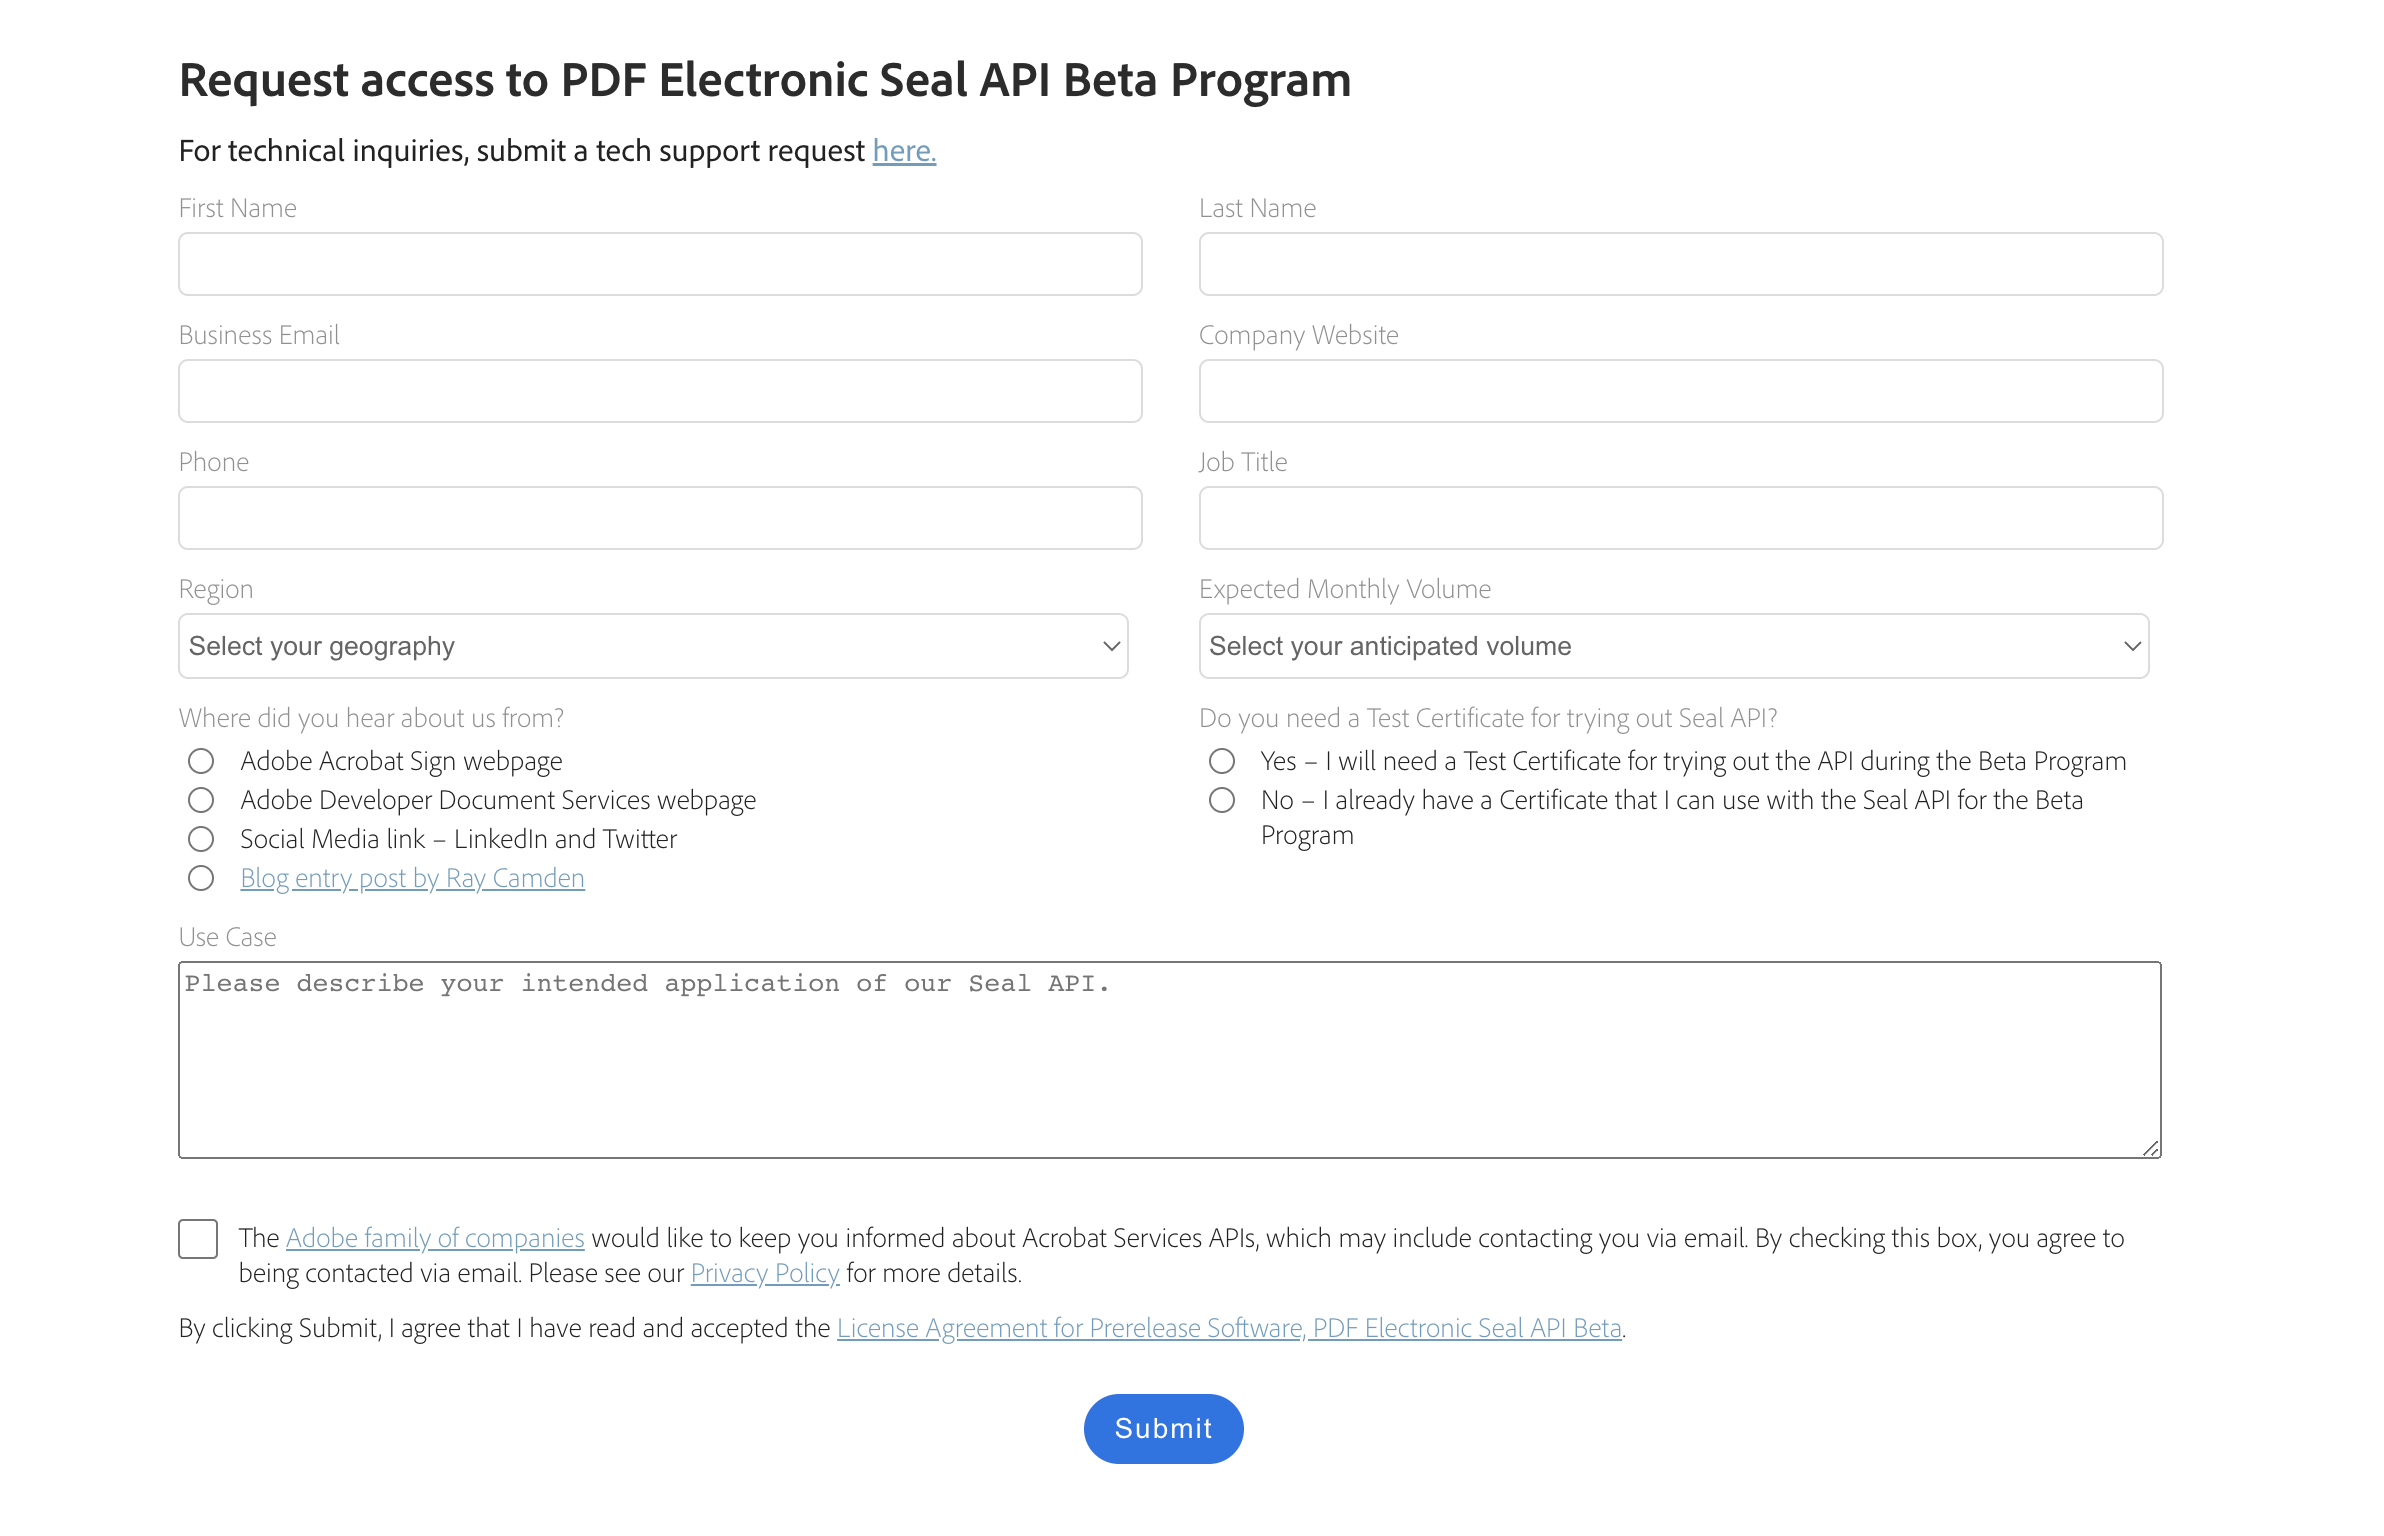 Request access to PDF Electronic Seal API Beta Program
For technical inquiries, submit a tech support request here.
First Name
Last Name
Business Email
Company Website
Phone
Job Title
Region
Expected Monthly Volume
Select your geography
Select your anticipated volume
Where did you hear about us from?
Adobe Acrobat Sign webpage
Adobe Developer Document Services webpage
Social Media link – LinkedIn and Twitter
Blog entry post by Ray Camden
Do you need a Test Certificate for trying out Seal API?
Yes – I will need a Test Certificate for trying out the API during the Beta Program
No – I already have a Certificate that I can use with the Seal API for the Beta
Program
Use Case
Please describe your intended application of our Seal API.
The Adobe family of companies would like to keep you informed about Acrobat Services APIs, which may include contacting you via email. By checking this box, you agree to
being contacted via email. Please see our Privacy Policy for more details.
By clicking Submit, I agree that I have read and accepted the License Agreement for Prerelease Software, PDF Electronic Seal API Beta.
Submit